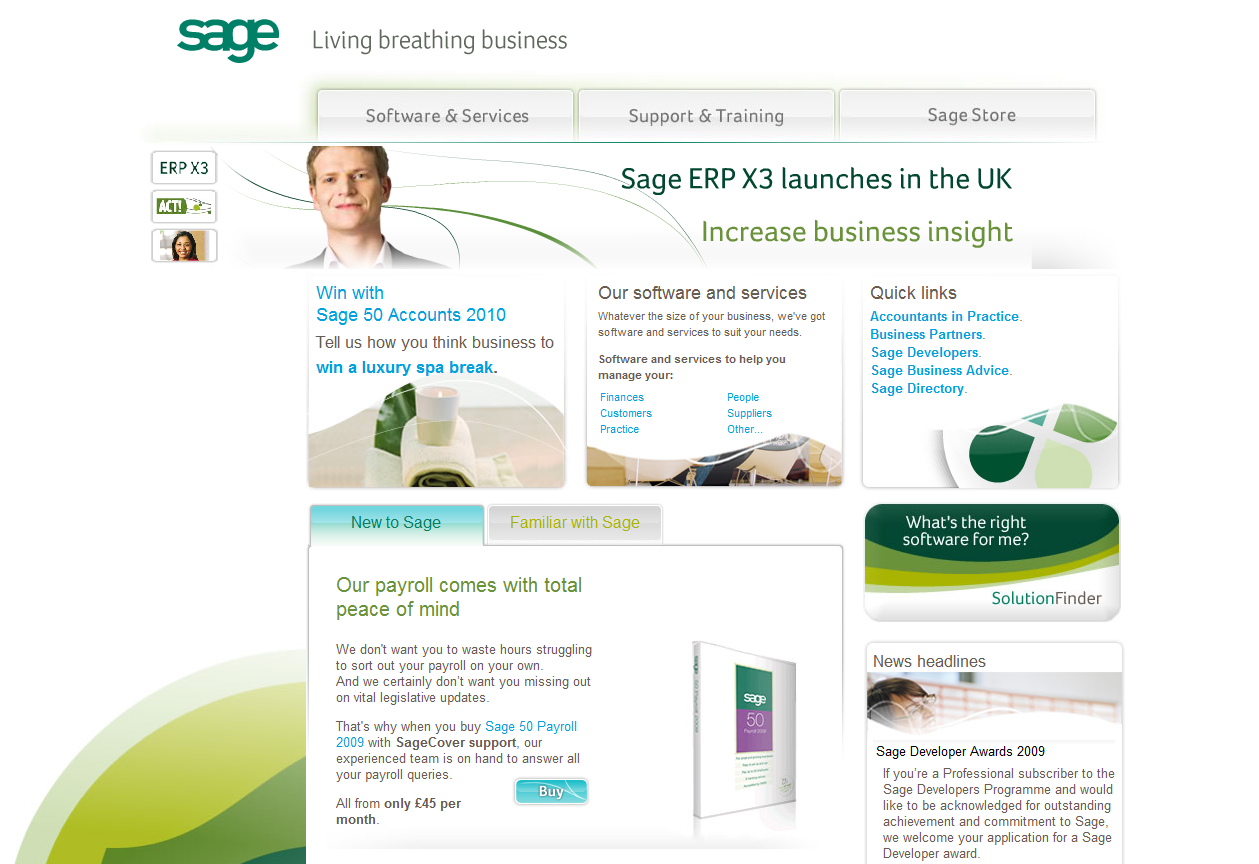 sage
Living breathing business
Software & Services
Support & Training
Sage Store
ERP X3
ACT!
Sage ERP X3 launches in the UK
Increase business insight
Win with
Sage 50 Accounts 2010
Tell us how you think business to
win a luxury spa break.
Our software and services
Whatever the size of your business, we've got
software and services to suit your needs.
Software and services to help you
manage your:
Finances
People
Customers
Suppliers
Practice
Other...
Quick links
Accountants in Practice.
Business Partners.
Sage Developers.
Sage Business Advice.
Sage Directory.
New to Sage
Familiar with Sage
Our payroll comes with total
peace of mind
We don't want you to waste hours struggling
to sort out your payroll on your own.
And we certainly don't want you missing out
on vital legislative updates.
That's why when you buy Sage 50 Payroll
2009 with SageCover support, our
experienced team is on hand to answer all
your payroll queries.
All from only £45 per
month.
Buy
sage
50
Payroll 2009
sage 50 Payroll 2009
What's the right
software for me?
SolutionFinder
News headlines
Sage Developer Awards 2009
If you're a Professional subscriber to the
Sage Developers Programme and would
like to be acknowledged for outstanding
achievement and commitment to Sage,
we welcome your application for a Sage
Developer award.